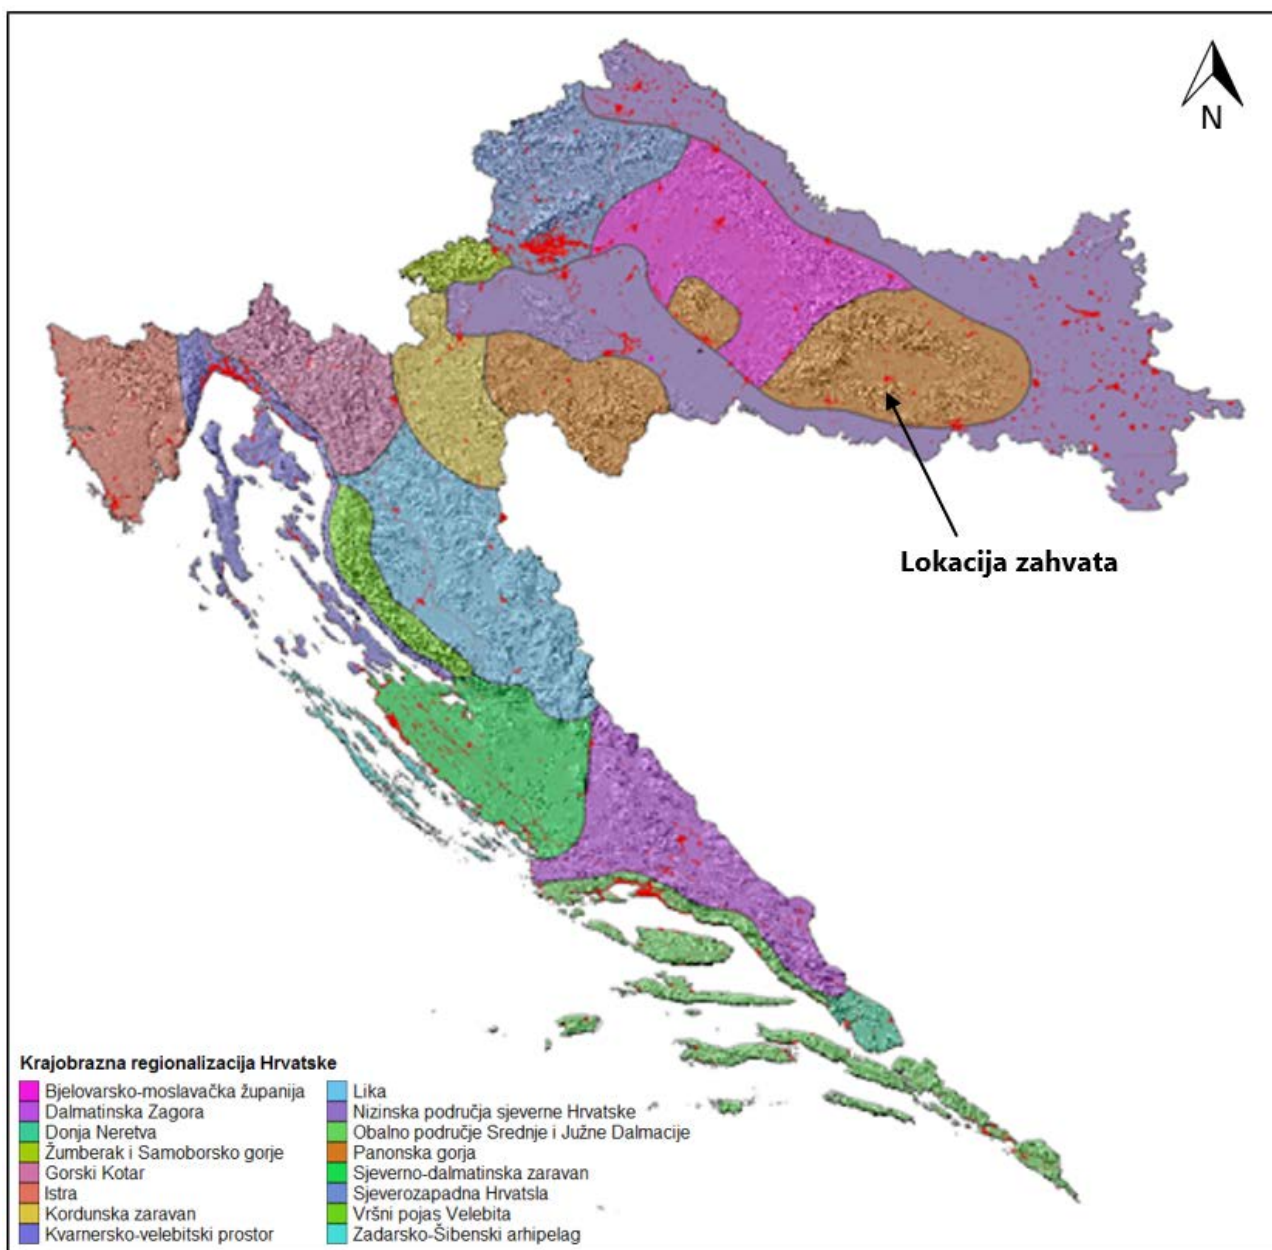 N
Lokacija zahvata
Krajobrazna regionalizacija Hrvatske
Bjelovarsko-moslavačka županija
Dalmatinska Zagora
Donja Neretva
Žumberak i Samoborsko gorje
Gorski Kotar
Istra
Kordunska zaravan
Kvarnersko-velebitski prostor
Lika
Nizinska područja sjeverne Hrvatske
Obalno područje Srednje i Južne Dalmacije
Panonska gorja
Sjeverno-dalmatinska zaravan
Sjeverozapadna Hrvatsla
Vršni pojas Velebita
Zadarsko-Šibenski arhipelag